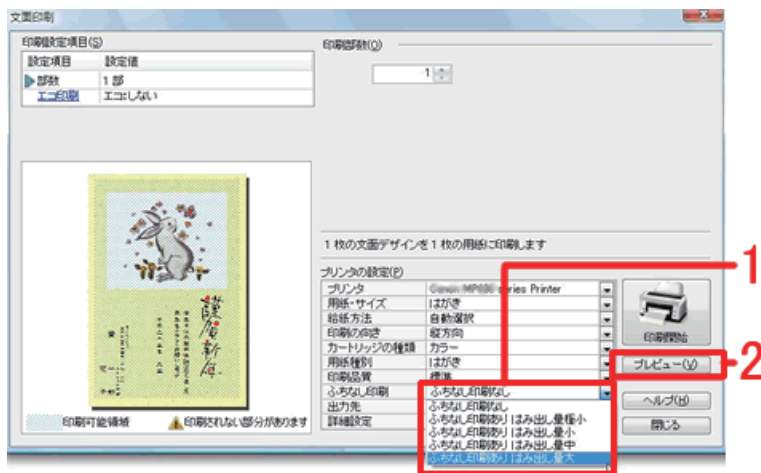 文面印刷
印刷設定項目(S)
設定項目 設定値
部数 1 部
エコ印刷 エコ:しない
印刷部数(O)
1
謹賀新年
印刷可能領域
印刷されない部分があります
1 枚の文面デザインを 1 枚の用紙に印刷します
プリンタの設定(P)
プリンタ Canon MP630 series Printer
用紙・サイズ はがき
給紙方法 自動選択
印刷の向き 縦方向
カートリッジの種類 カラー
用紙種別 はがき
印刷品質 標準
ふちなし印刷 ふちなし印刷なし
出力先
詳細設定
ふちなし印刷なし
ふちなし印刷あり はみ出し量極小
ふちなし印刷あり はみ出し量小
ふちなし印刷あり はみ出し量中
ふちなし印刷あり はみ出し量大
印刷開始
プレビュー(V)
ヘルプ(H)
閉じる
1
2